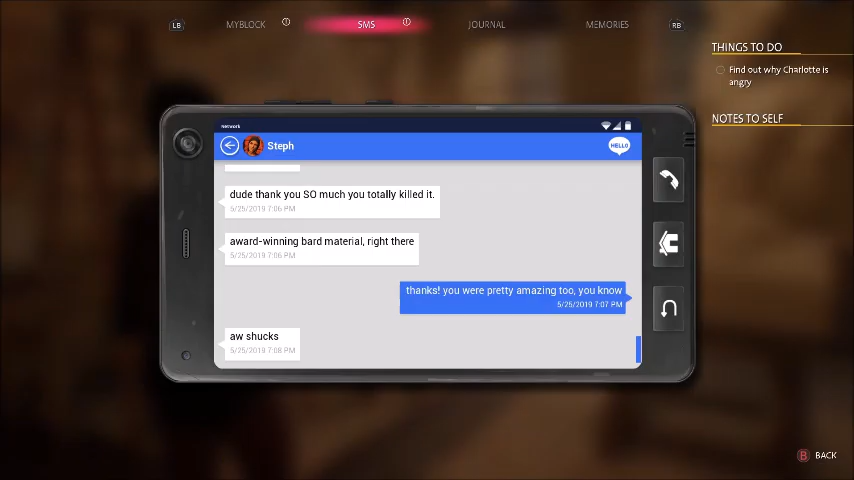 LB
MYBLOCK
SMS
JOURNAL
MEMORIES
RB
THINGS TO DO
Find out why Charlotte is
angry
NOTES TO SELF
Network
Steph
HELLO
dude thank you SO much you totally killed it.
5/25/2019 7:06 PM
award-winning bard material, right there
5/25/2019 7:06 PM
thanks! you were pretty amazing too, you know
5/25/2019 7:07 PM
aw shucks
5/25/2019 7:08 PM
B BACK